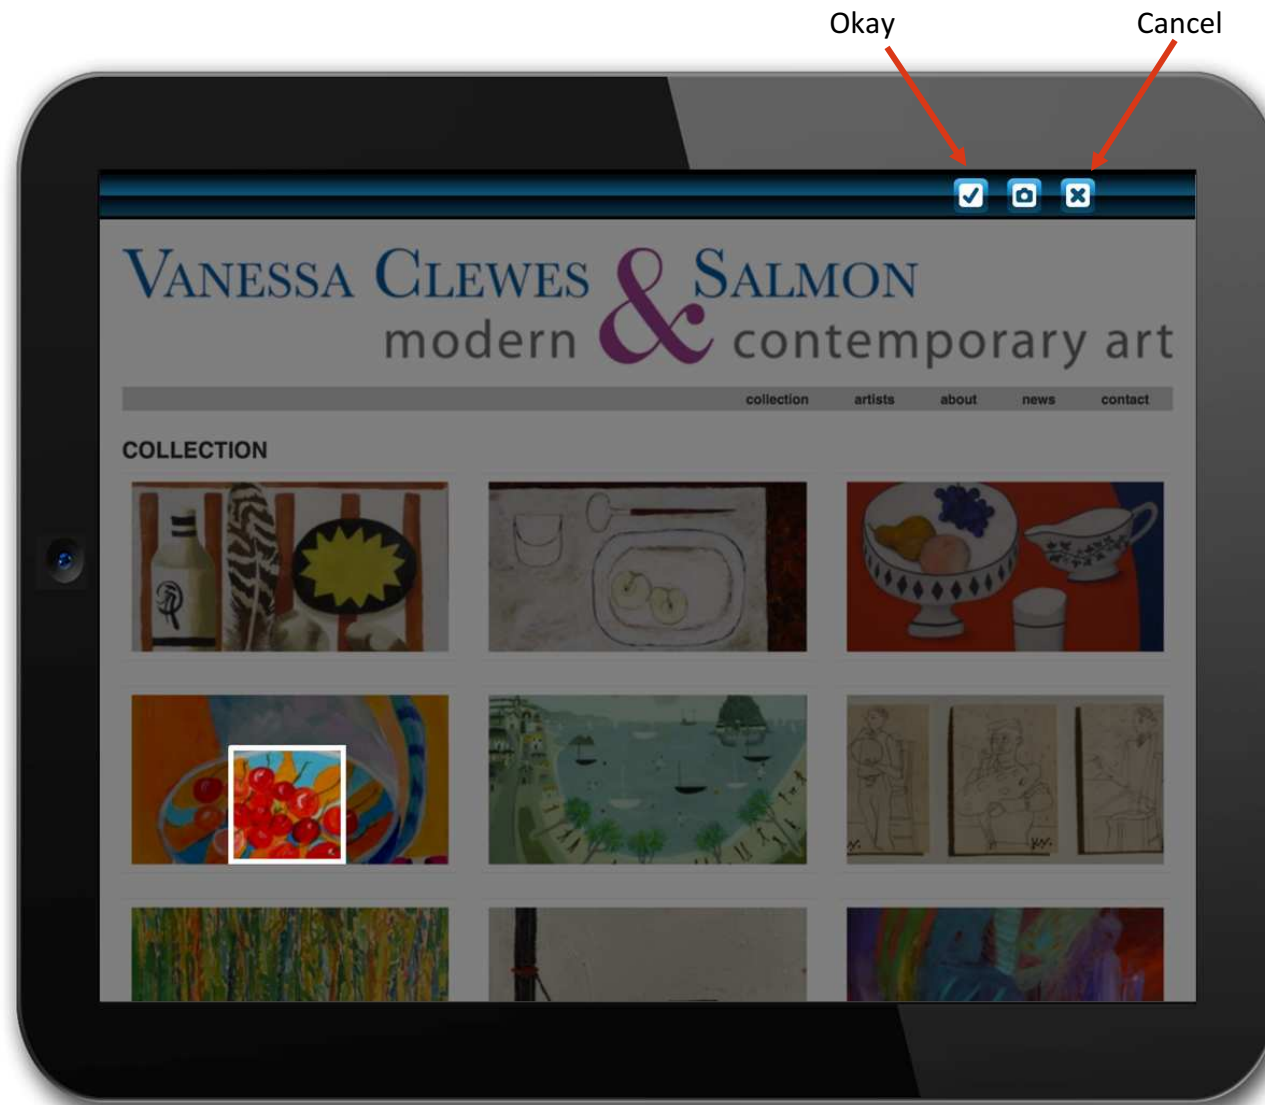 Okay Cancel
VANESSA CLEWES & SALMON
modern & contemporary art
collection artists about news contact
COLLECTION